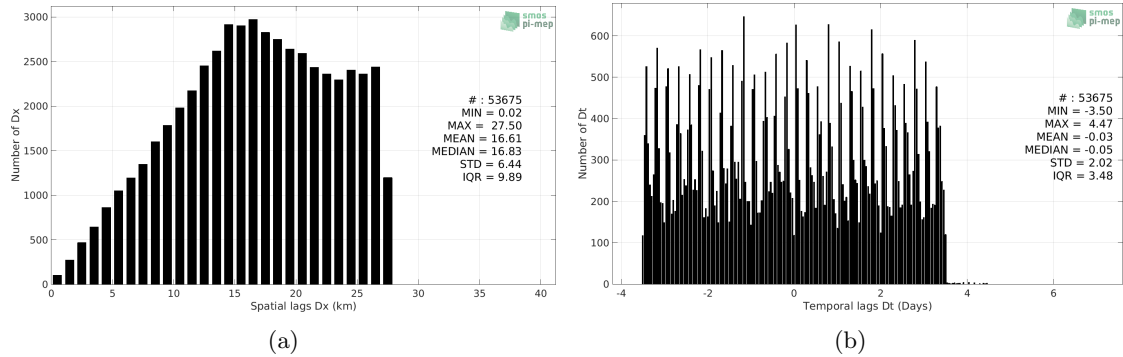 3000
2500
2000
1500
1000
500
0
Number of Dx
0 5 10 15 20 25 30 35 40
Spatial lags Dx (km)
smos
pi-mep
# : 53675
MIN = 0.02
MAX = 27.50
MEAN = 16.61
MEDIAN = 16.83
STD = 6.44
IQR = 9.89
(a)
600
500
400
300
200
100
0
Number of Dt
-4 -2 0 2 4 6
Temporal lags Dt (Days)
smos
pi-mep
# : 53675
MIN = -3.50
MAX = 4.47
MEAN = -0.03
MEDIAN = -0.05
STD = 2.02
IQR = 3.48
(b)